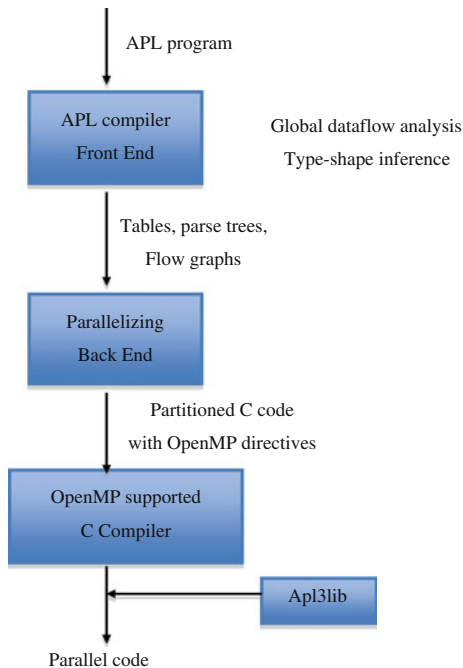 APL program
APL compiler
Front End
Global dataflow analysis
Type-shape inference
Tables, parse trees,
Flow graphs
Parallelizing
Back End
Partitioned C code
with OpenMP directives
OpenMP supported
C Compiler
Apl3lib
Parallel code